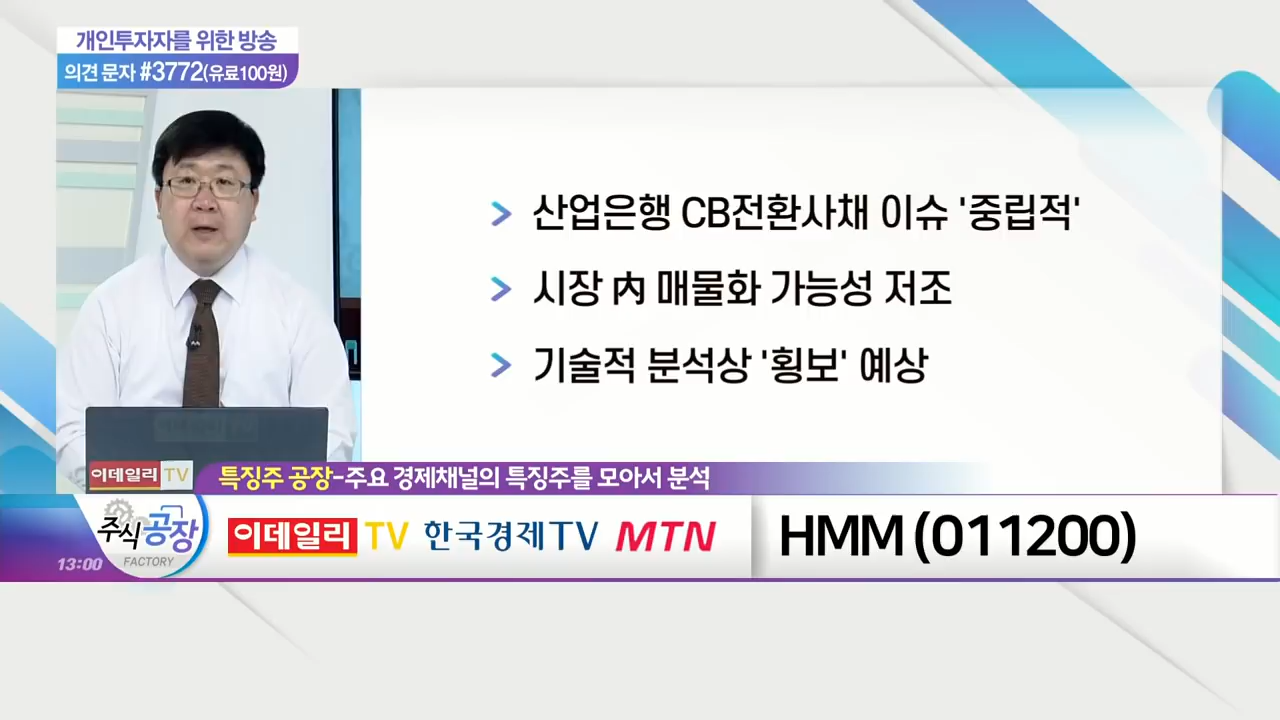 개인투자자를 위한 방송
의견 문자 #3772(유료100원)
산업은행 CB전환사채 이슈 '중립적'
시장 內 매물화 가능성 저조
기술적 분석상 '횡보' 예상
이데일리 TV
특징주 공장-주요 경제채널의 특징주를 모아서 분석
주식공장
FACTORY
13:00
이데일리 TV 한국경제TV MTN
HMM (011200)